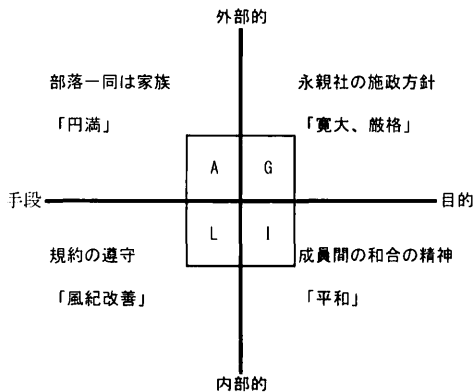 外部的
部落一同は家族
永親社の施政方針
「円満」
「寛大、厳格」
A
G
手段
目的
L
I
規約の遵守
成員間の和合の精神
「風紀改善」
「平和」
内部的